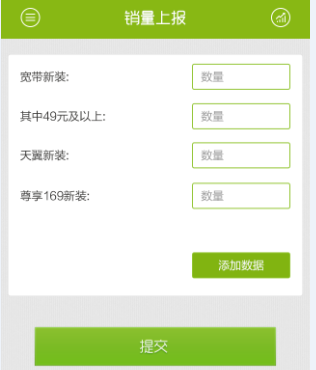 销量上报
宽带新装: 数量
其中49元及以上: 数量
天翼新装: 数量
尊享169新装: 数量
添加数据
提交